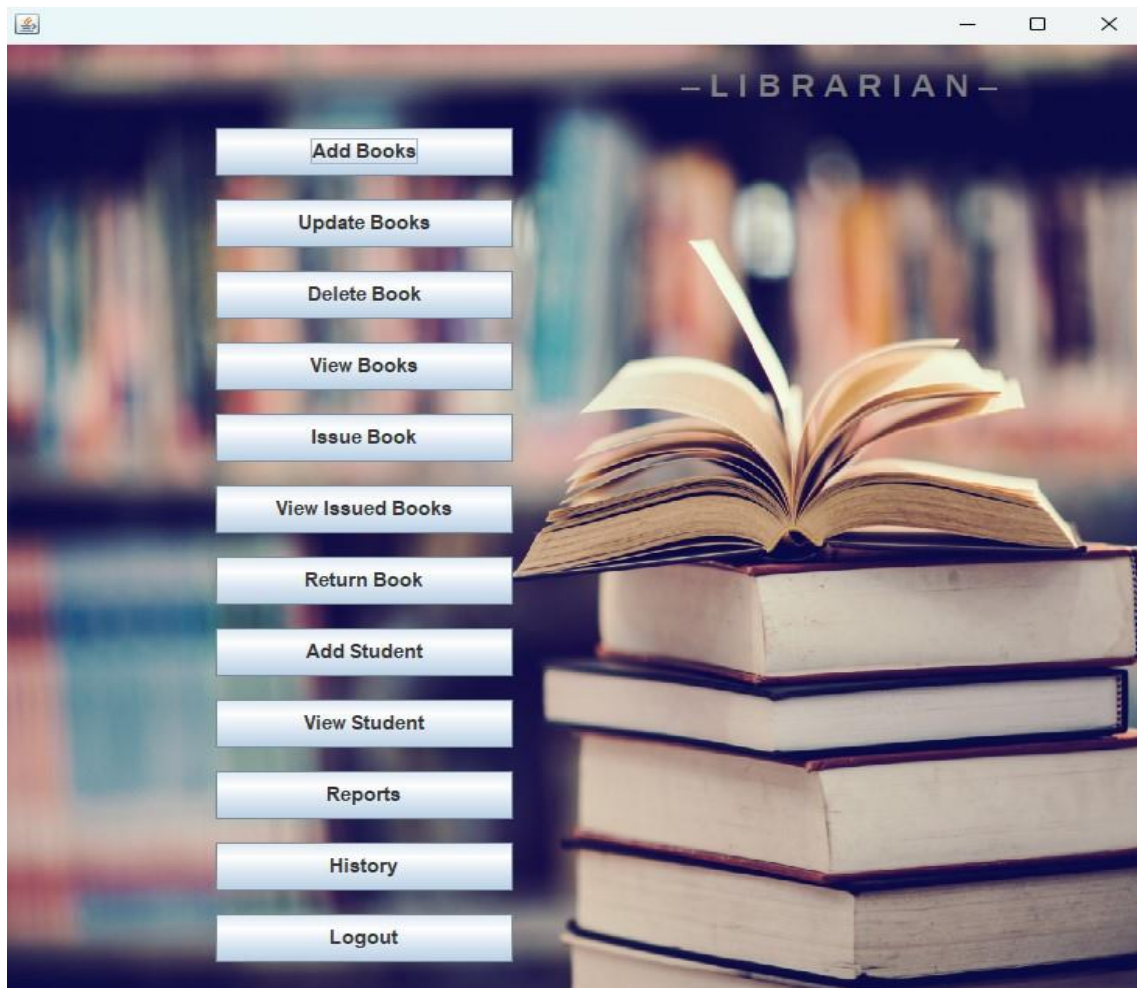 –LIBRARIAN–
Add Books
Update Books
Delete Book
View Books
Issue Book
View Issued Books
Return Book
Add Student
View Student
Reports
History
Logout